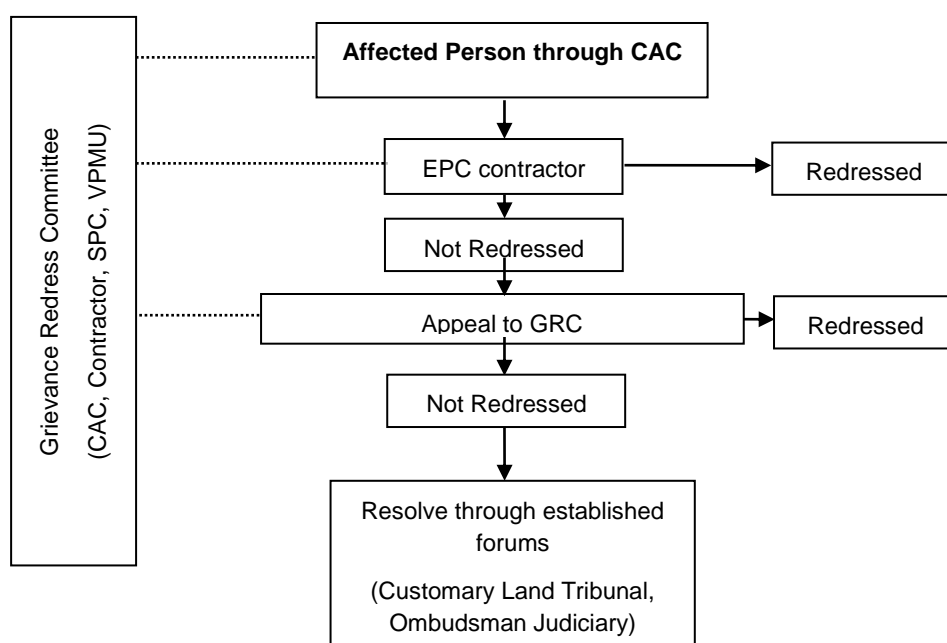 Grievance Redress Committee
(CAC, Contractor, SPC, VPMU)
Affected Person through CAC
EPC contractor
Redressed
Not Redressed
Appeal to GRC
Redressed
Not Redressed
Resolve through established
forums
(Customary Land Tribunal,
Ombudsman Judiciary)